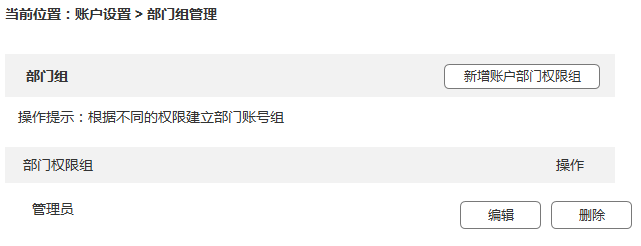 当前位置：账户设置 > 部门组管理
部门组 新增账户部门权限组
操作提示：根据不同的权限建立部门账号组
部门权限组 操作
管理员 编辑 删除